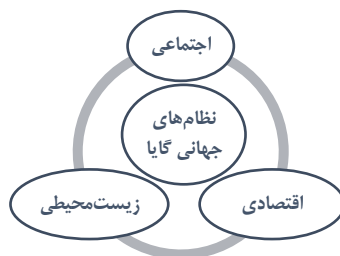 اجتماعی
نظام‌های
جهانی گایا
اقتصادی
زیست‌محیطی